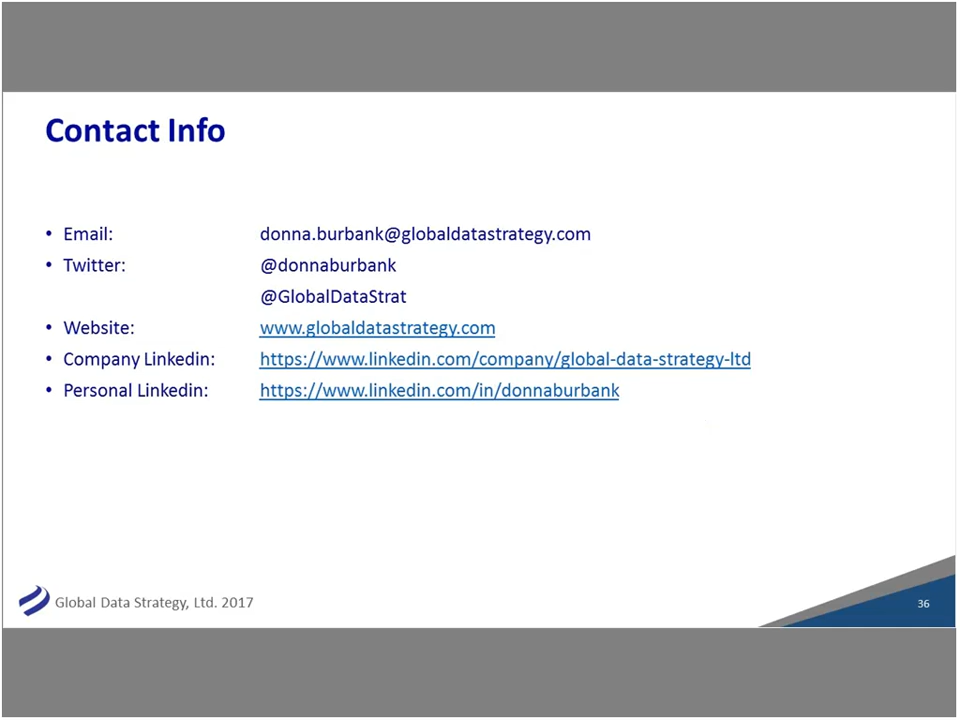 Contact Info
• Email: donna.burbank@globaldatastrategy.com
• Twitter: @donnaburbank
@GlobalDataStrat
• Website: www.globaldatastrategy.com
• Company Linkedin: https://www.linkedin.com/company/global-data-strategy-ltd
• Personal Linkedin: https://www.linkedin.com/in/donnaburbank
Global Data Strategy, Ltd. 2017
36